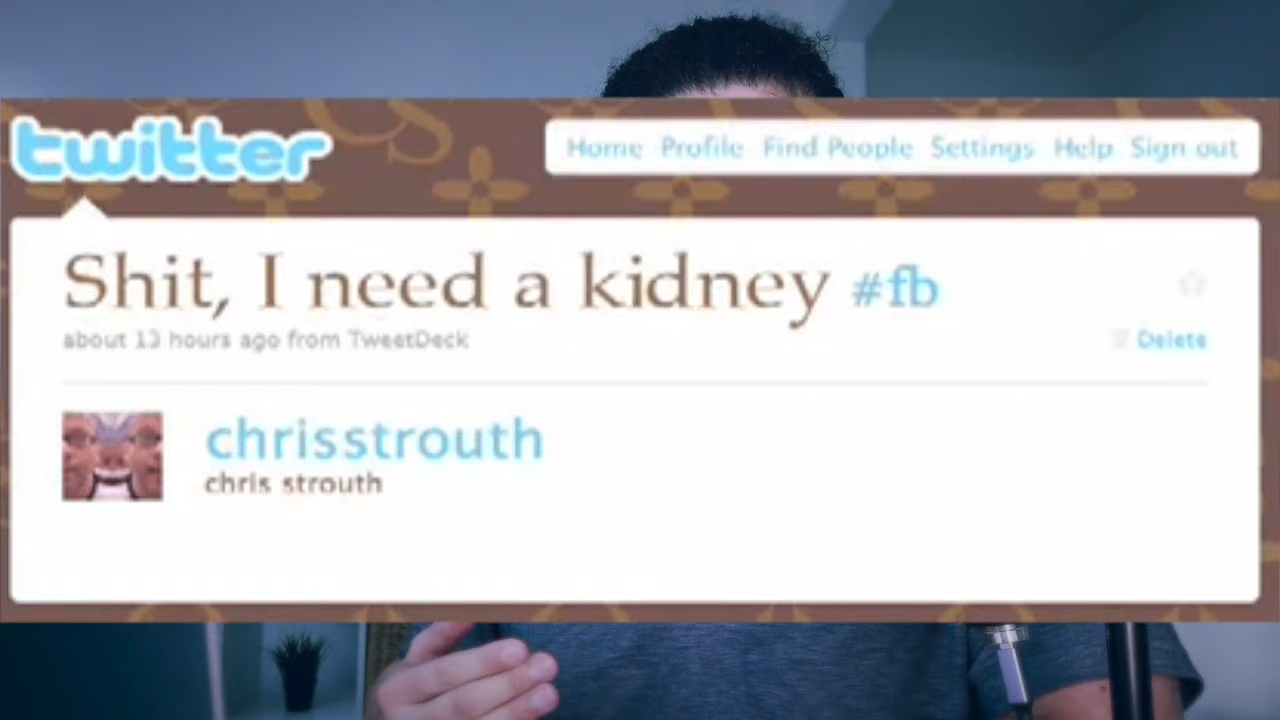 twitter
Home Profile Find People Settings Help Sign out
Shit, I need a kidney #fb
about 13 hours ago from TweetDeck
Delete
chrisstrouth
chris strouth